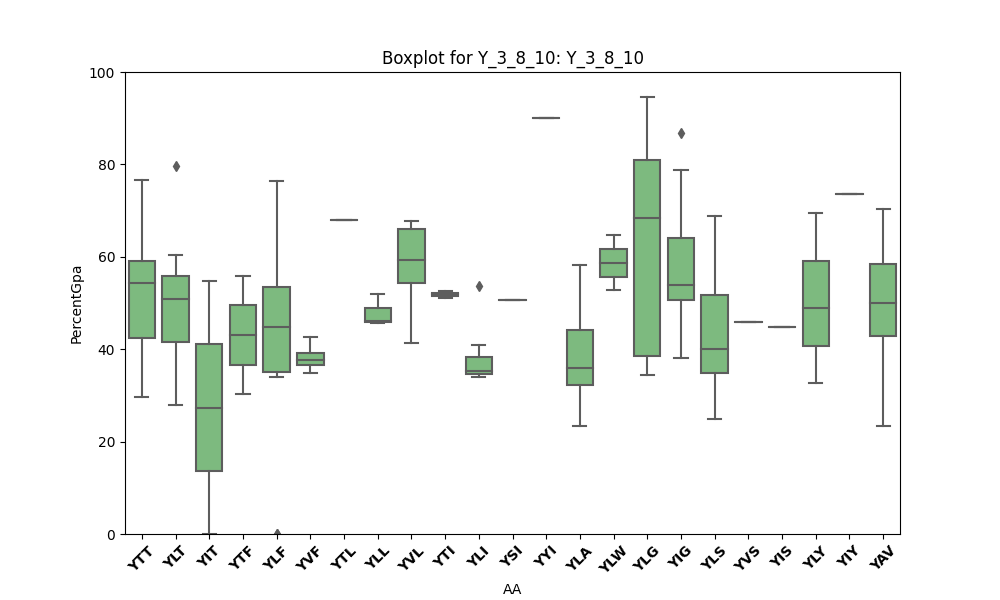 Boxplot for Y_3_8_10: Y_3_8_10
100
80
60
40
20
0
PercentGpa
YTT YLT YIT YTF YLF YVF YTL YLL YVL YTI YLI YSI YYI YLA YLW YLG YIG YLS YVS YIS YLY YIY YAV
AA